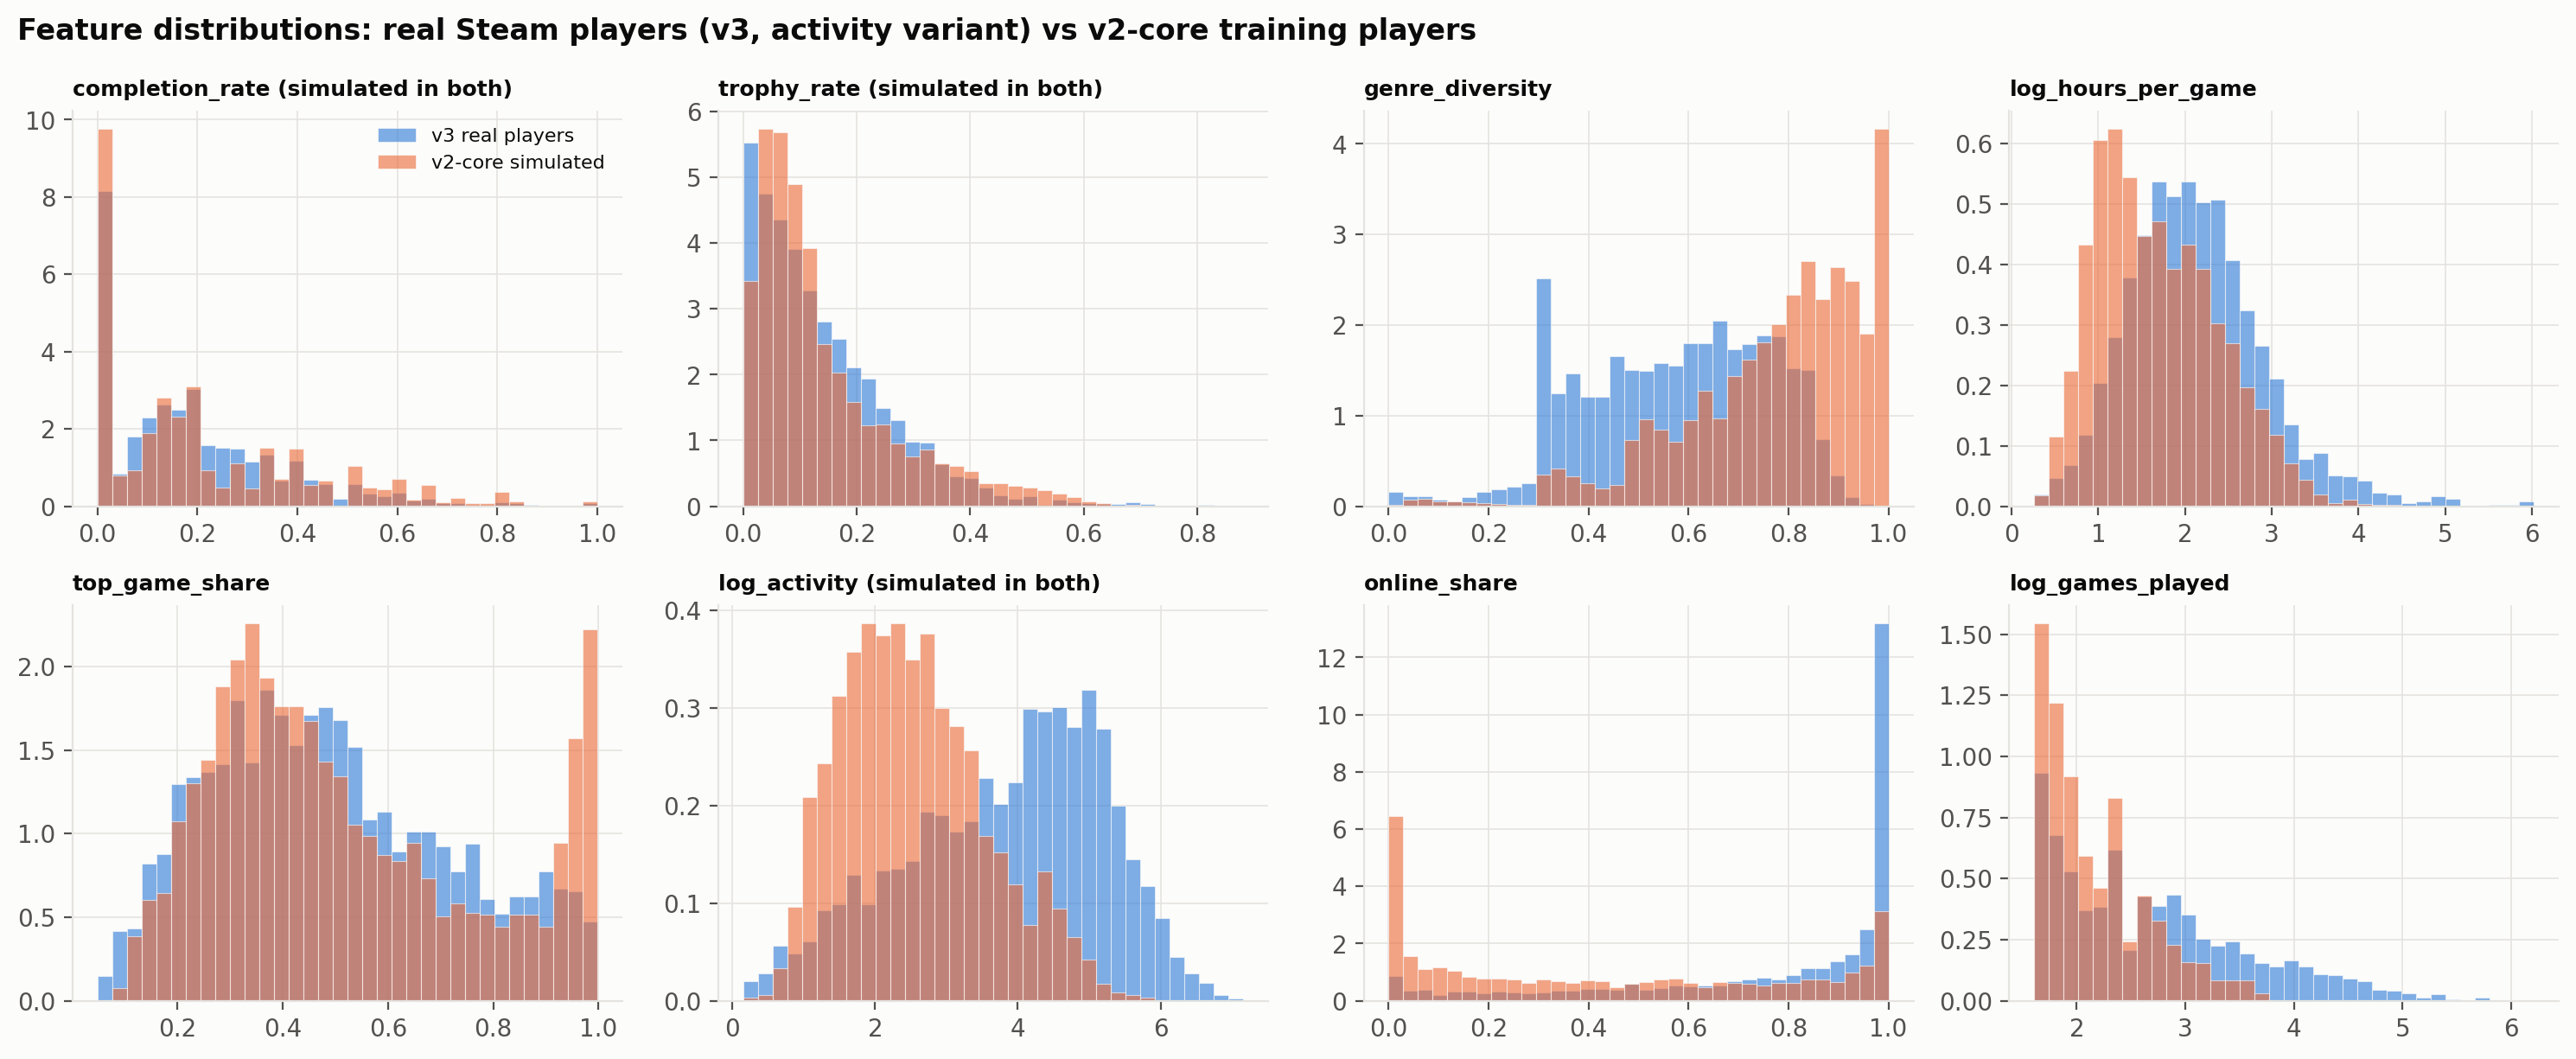 Feature distributions: real Steam players (v3, activity variant) vs v2-core training players
completion_rate (simulated in both)
v3 real players
v2-core simulated
10
8
6
4
2
0
0.0 0.2 0.4 0.6 0.8 1.0
trophy_rate (simulated in both)
6
5
4
3
2
1
0
0.0 0.2 0.4 0.6 0.8
genre_diversity
4
3
2
1
0
0.0 0.2 0.4 0.6 0.8 1.0
log_hours_per_game
0.6
0.5
0.4
0.3
0.2
0.1
0.0
0 1 2 3 4 5 6
top_game_share
2.0
1.5
1.0
0.5
0.0
0.2 0.4 0.6 0.8 1.0
log_activity (simulated in both)
0.4
0.3
0.2
0.1
0.0
0 2 4 6
online_share
12
10
8
6
4
2
0
0.0 0.2 0.4 0.6 0.8 1.0
log_games_played
1.50
1.25
1.00
0.75
0.50
0.25
0.00
2 3 4 5 6